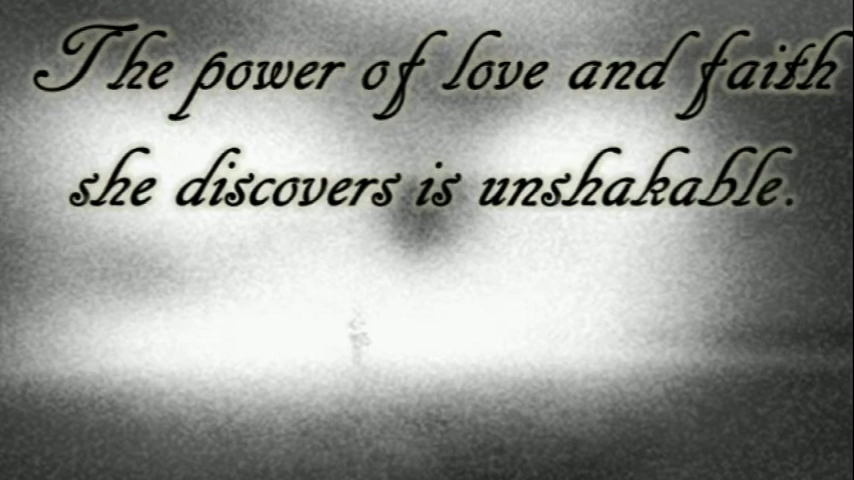 The power of love and faith
she discovers is unshakable.